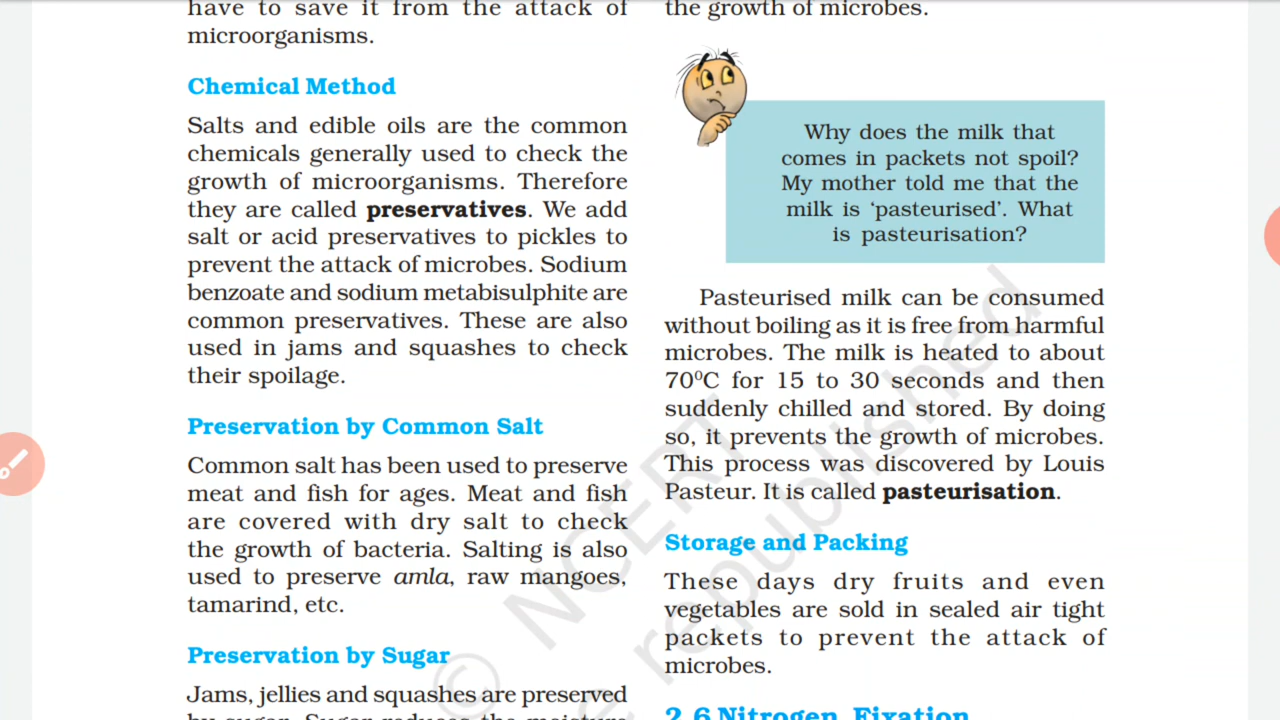 have to save it from the attack of
microorganisms.
Chemical Method
Salts and edible oils are the common
chemicals generally used to check the
growth of microorganisms. Therefore
they are called preservatives. We add
salt or acid preservatives to pickles to
prevent the attack of microbes. Sodium
benzoate and sodium metabisulphite are
common preservatives. These are also
used in jams and squashes to check
their spoilage.
Preservation by Common Salt
Common salt has been used to preserve
meat and fish for ages. Meat and fish
are covered with dry salt to check
the growth of bacteria. Salting is also
used to preserve amla, raw mangoes,
tamarind, etc.
Preservation by Sugar
Jams, jellies and squashes are preserved
by sugar. Sugar reduces the moisture
the growth of microbes.
Why does the milk that
comes in packets not spoil?
My mother told me that the
milk is ‘pasteurised’. What
is pasteurisation?
Pasteurised milk can be consumed
without boiling as it is free from harmful
microbes. The milk is heated to about
70⁰C for 15 to 30 seconds and then
suddenly chilled and stored. By doing
so, it prevents the growth of microbes.
This process was discovered by Louis
Pasteur. It is called pasteurisation.
Storage and Packing
These days dry fruits and even
vegetables are sold in sealed air tight
packets to prevent the attack of
microbes.
2.6 Nitrogen Fixation
© NCERT
republished